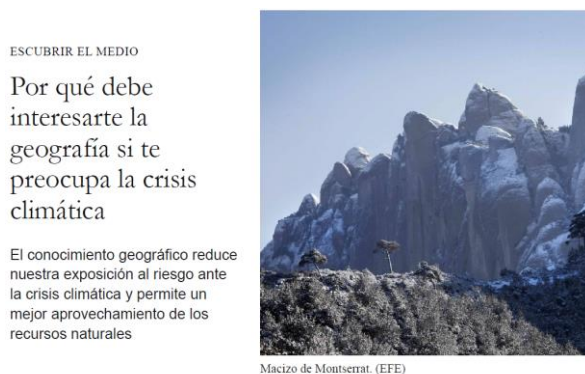 ESCUBRIR EL MEDIO
Por qué debe
interesarte la
geografía si te
preocupa la crisis
climática
El conocimiento geográfico reduce
nuestra exposición al riesgo ante
la crisis climática y permite un
mejor aprovechamiento de los
recursos naturales
Macizo de Montserrat. (EFE)